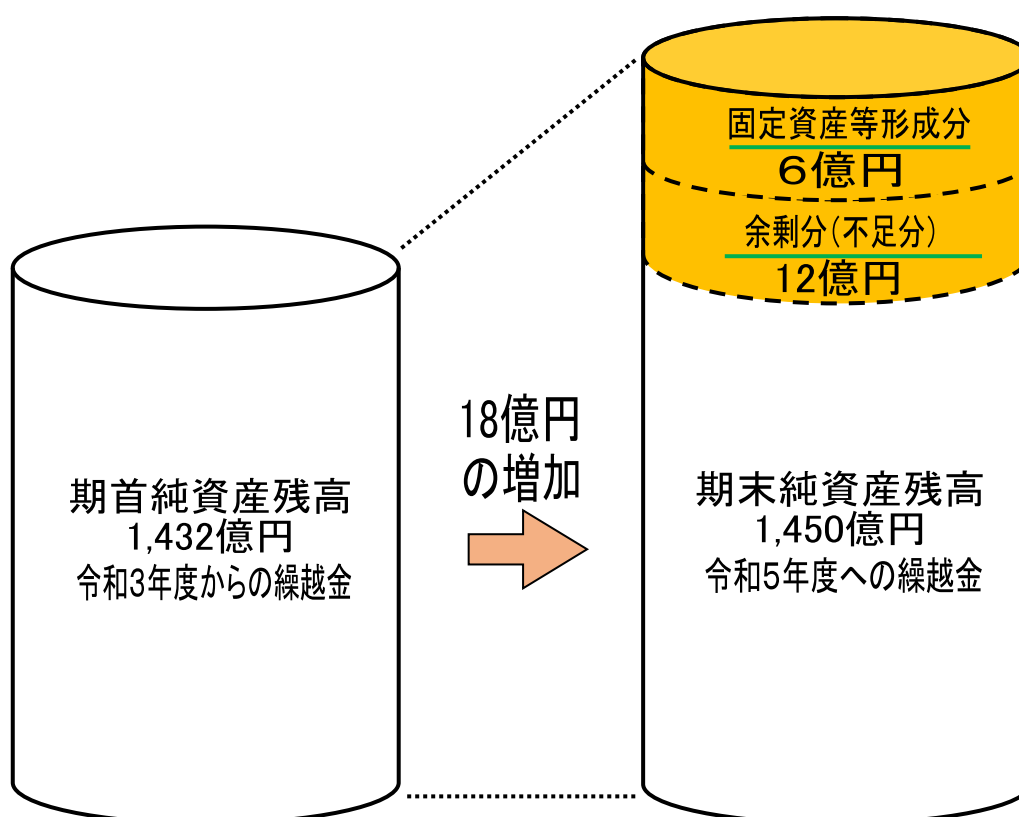 固定資産等形成分
6億円
余剰分(不足分)
12億円
18億円
の増加
期首純資産残高
1,432億円
令和3年度からの繰越金
期末純資産残高
1,450億円
令和5年度への繰越金